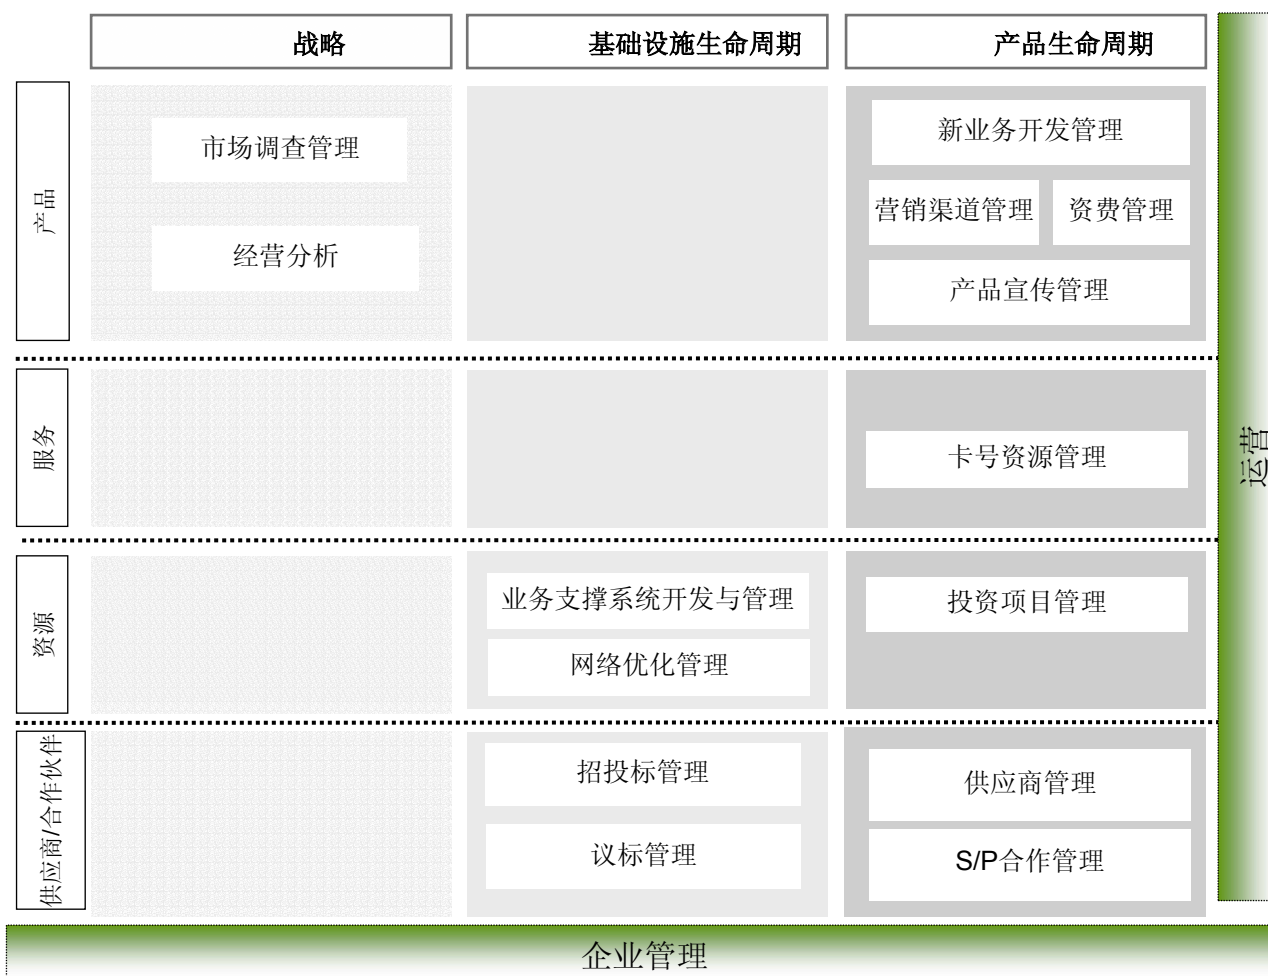 战略
基础设施生命周期
产品生命周期
产品
市场调查管理
经营分析
新业务开发管理
营销渠道管理
资费管理
产品宣传管理
服务
卡号资源管理
资源
业务支撑系统开发与管理
网络优化管理
投资项目管理
供应商/合作伙伴
招投标管理
议标管理
供应商管理
S/P合作管理
运营
企业管理